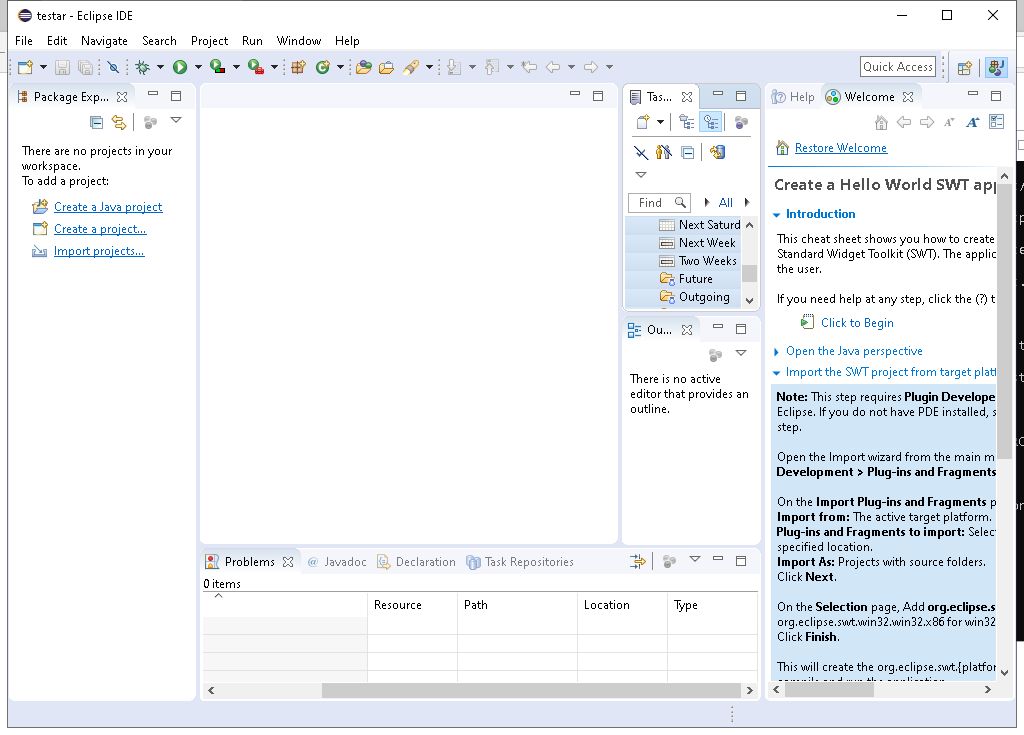 testar - Eclipse IDE
File Edit Navigate Search Project Run Window Help
Quick Access
Package Exp...
There are no projects in your
workspace.
To add a project:
Create a Java project
Create a project...
Import projects...
Tas...
Find
All
Next Saturd
Next Week
Two Weeks
Future
Outgoing
Ou...
There is no active
editor that provides an
outline.
Help Welcome
Restore Welcome
Create a Hello World SWT app
Introduction
This cheat sheet shows you how to create
Standard Widget Toolkit (SWT). The applic
the user.
If you need help at any step, click the (?) t
Click to Begin
Open the Java perspective
Import the SWT project from target platf
Note: This step requires Plugin Develope
Eclipse. If you do not have PDE installed, s
step.
Open the Import wizard from the main m
Development > Plug-ins and Fragments
On the Import Plug-ins and Fragments p
Import from: The active target platform.
Plug-ins and Fragments to import: Selec
specified location.
Import As: Projects with source folders.
Click Next.
On the Selection page, Add org.eclipse.s
org.eclipse.swt.win32.win32.x86 for win32
Click Finish.
This will create the org.eclipse.swt.{platfor
compile and run the application.
Problems @ Javadoc Declaration Task Repositories
0 items
Resource Path Location Type